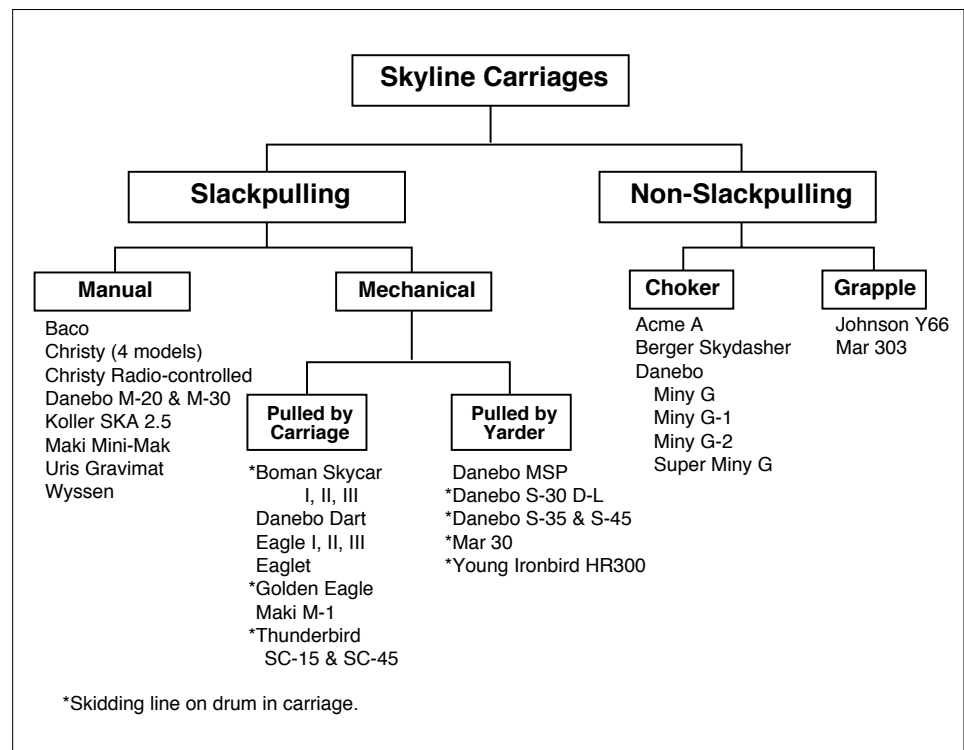 Skyline Carriages
Slackpulling
Non-Slackpulling
Manual
Baco
Christy (4 models)
Christy Radio-controlled
Danebo M-20 & M-30
Koller SKA 2.5
Maki Mini-Mak
Uris Gravimat
Wyssen
Mechanical
Pulled by
Carriage
*Boman Skycar
I, II, III
Danebo Dart
Eagle I, II, III
Eaglet
*Golden Eagle
Maki M-1
*Thunderbird
SC-15 & SC-45
Pulled by
Yarder
Danebo MSP
*Danebo S-30 D-L
*Danebo S-35 & S-45
*Mar 30
*Young Ironbird HR300
Choker
Acme A
Berger Skydasher
Danebo
Miny G
Miny G-1
Miny G-2
Super Miny G
Grapple
Johnson Y66
Mar 303
*Skidding line on drum in carriage.